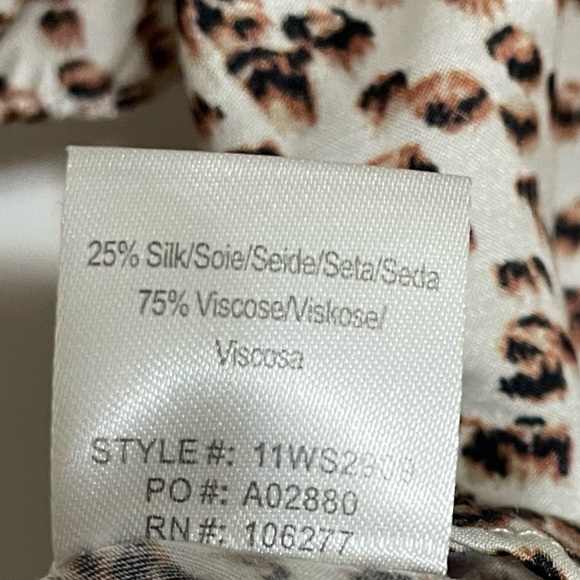 25% Silk/Soie/Seide/Seta/Seda
75% Viscose/Viskose/
Viscosa
STYLE #:
PO #: A02880
RN #: 106277